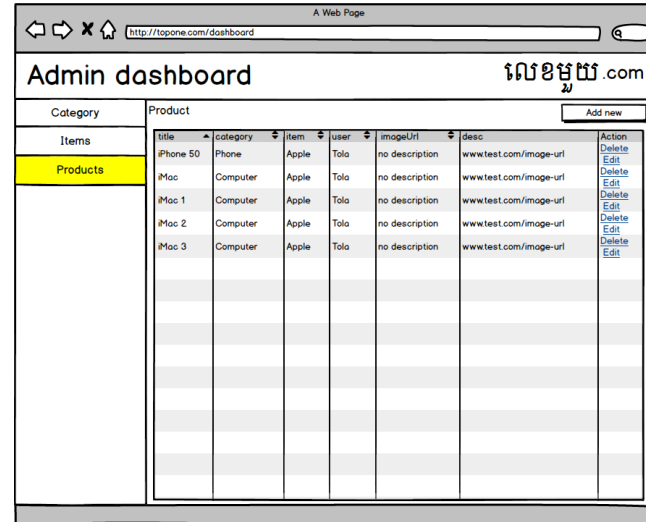 A Web Page
http://topone.com/dashboard
Admin dashboard លេខមួយ.com
Category
Items
Products
Product Add new
title category item user imageUrl desc Action
iPhone 50 Phone Apple Tola no description www.test.com/image-url Delete Edit
iMac Computer Apple Tola no description www.test.com/image-url Delete Edit
iMac 1 Computer Apple Tola no description www.test.com/image-url Delete Edit
iMac 2 Computer Apple Tola no description www.test.com/image-url Delete Edit
iMac 3 Computer Apple Tola no description www.test.com/image-url Delete Edit